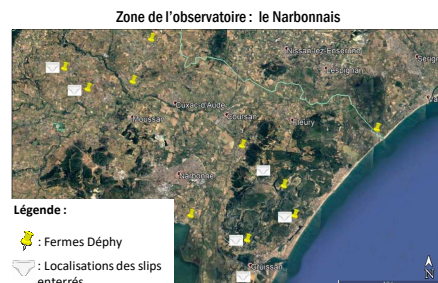 Zone de l'observatoire : le Narbonnais
Nissan-lez-Enserune
Lespignan
Cuxac d'Aude
Moussan
Coursan
Fleury
Narbonne
Gruissan
Légende :
: Fermes Déphy
: Localisations des slips
enterrés
N